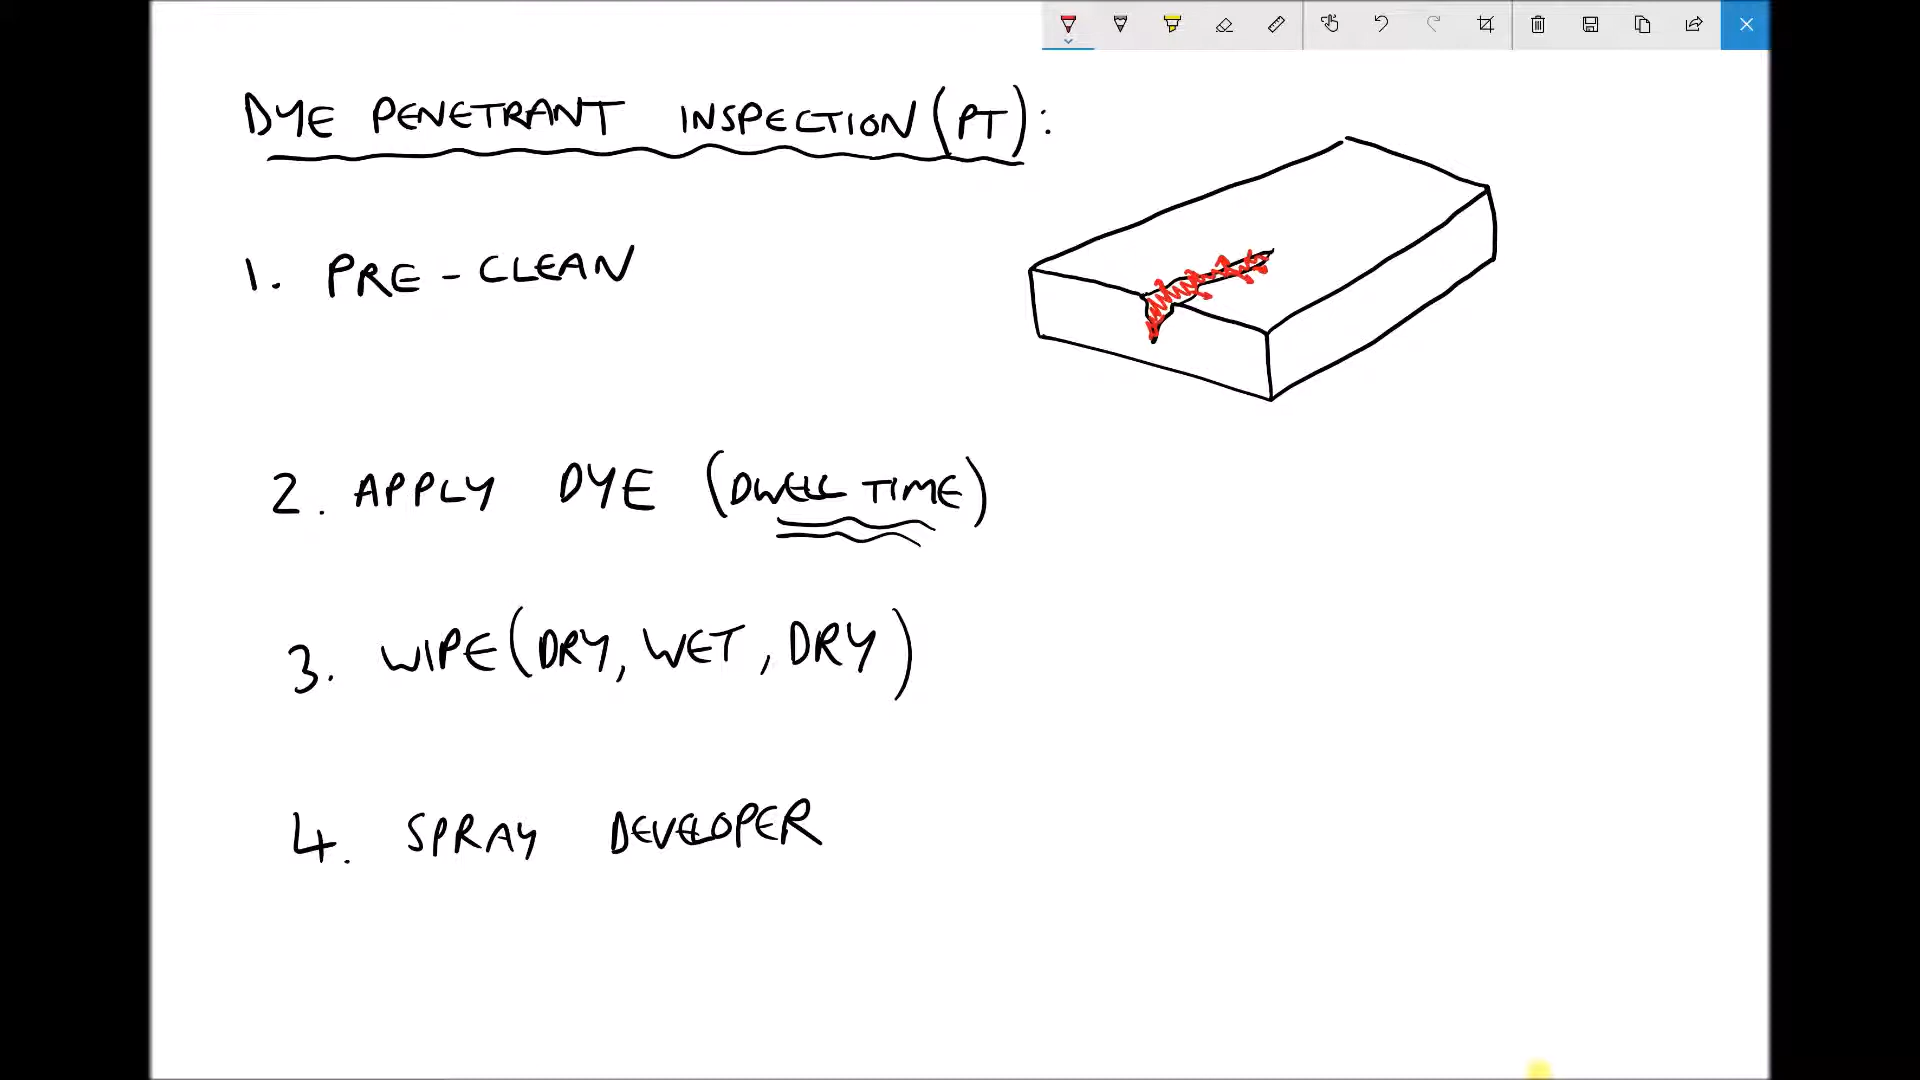 DYE PENETRANT INSPECTION (PT):
1. PRE-CLEAN
2. APPLY DYE (DWELL TIME)
3. WIPE (DRY, WET, DRY)
4. SPRAY DEVELOPER